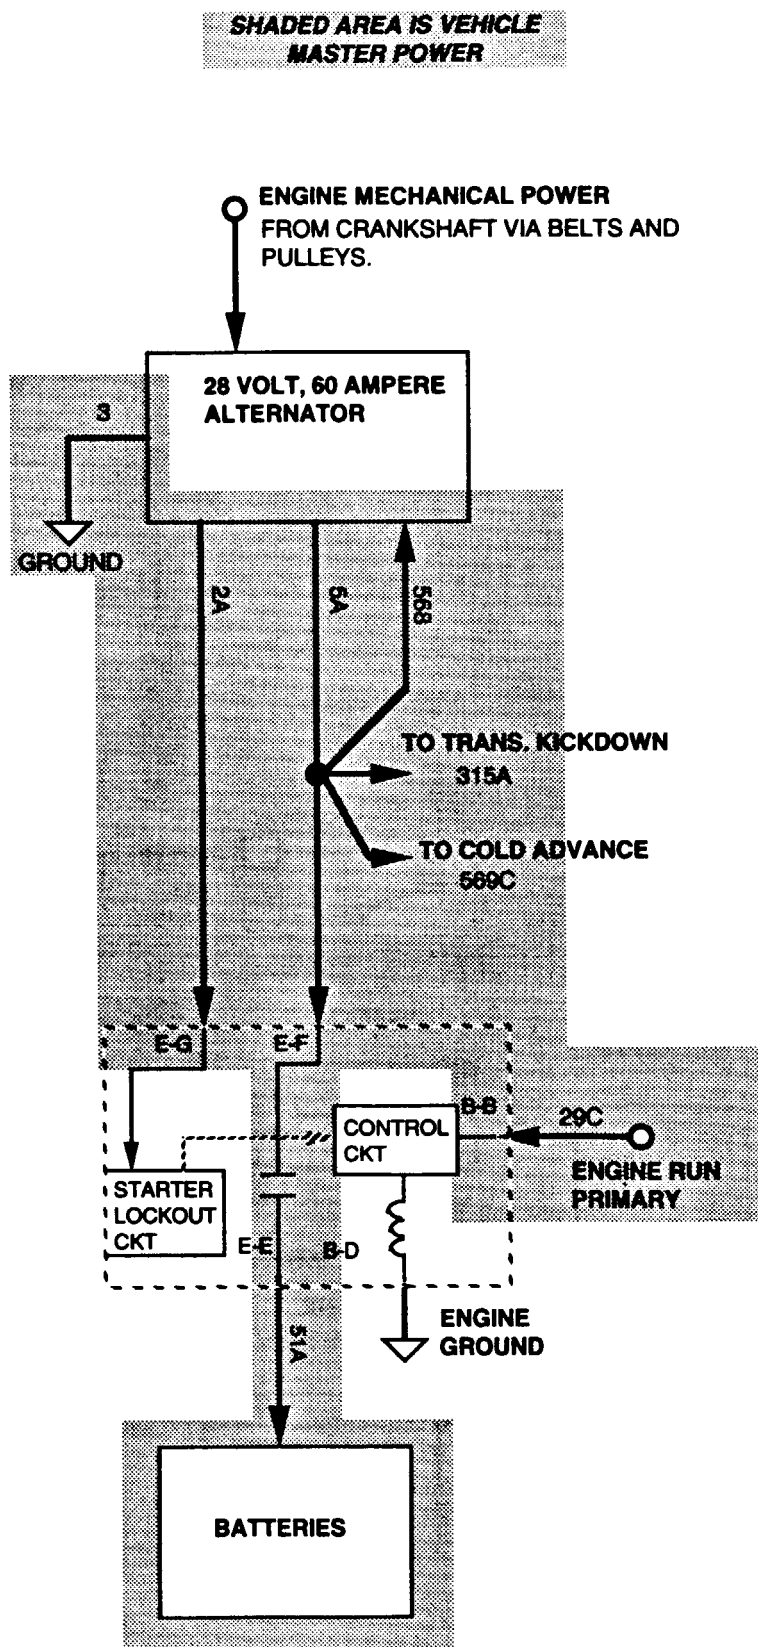 SHADED AREA IS VEHICLE
MASTER POWER
ENGINE MECHANICAL POWER
FROM CRANKSHAFT VIA BELTS AND
PULLEYS.
28 VOLT, 60 AMPERE
ALTERNATOR
3
GROUND
2A
5A
568
TO TRANS. KICKDOWN
315A
TO COLD ADVANCE
569C
E-G
E-F
B-B
29C
CONTROL
CKT
ENGINE RUN
PRIMARY
STARTER
LOCKOUT
CKT
E-E
B-D
ENGINE
GROUND
51A
BATTERIES